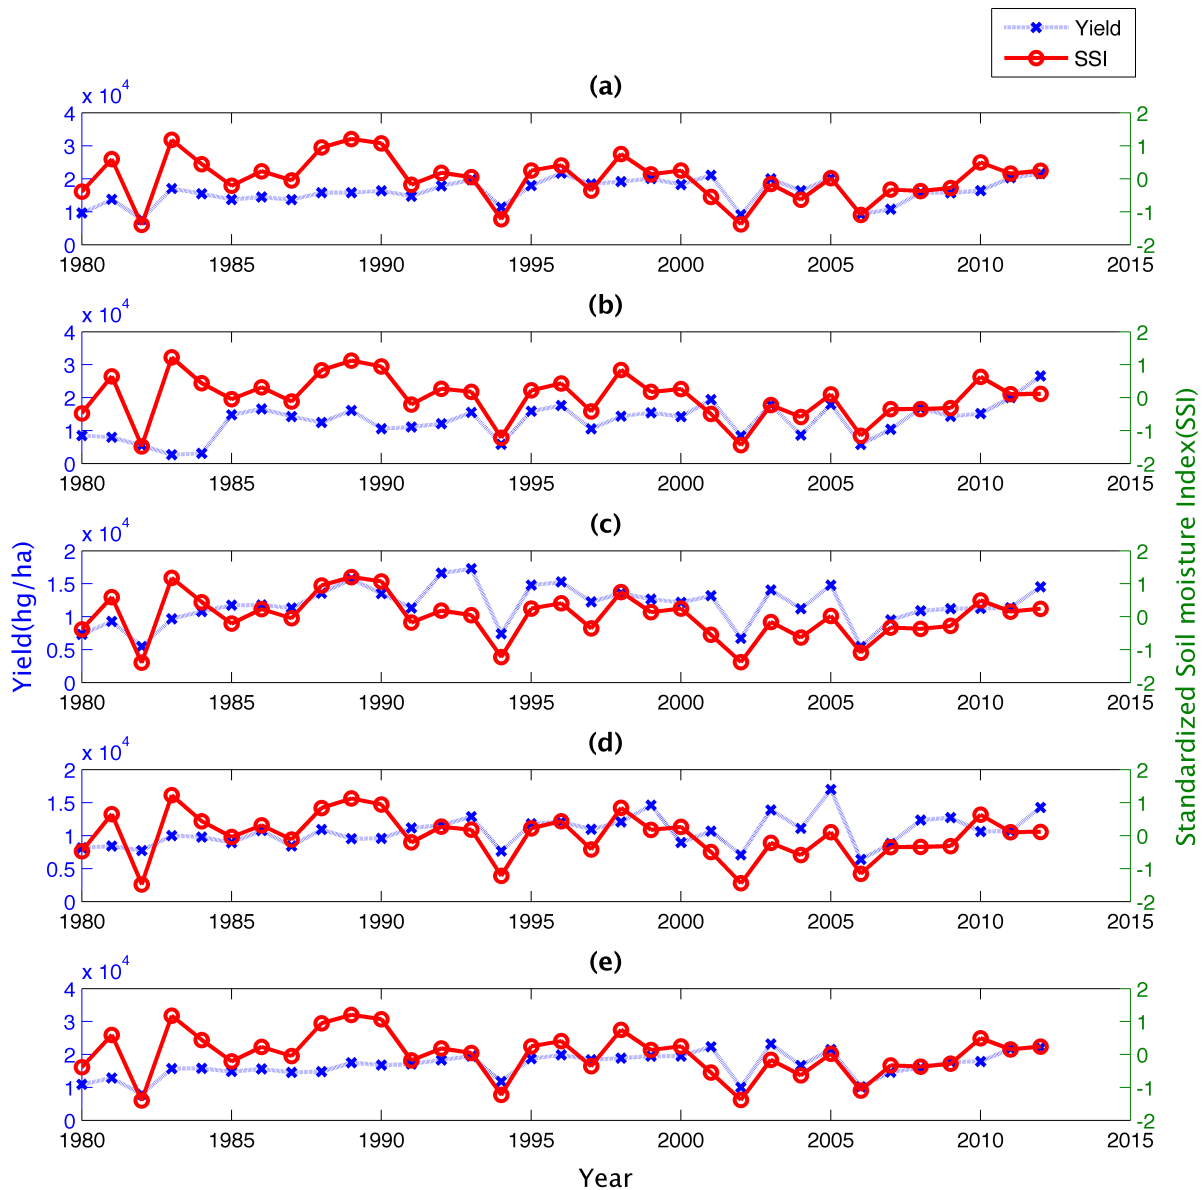 Yield
SSI
(a)
x 10^4
4 3 2 1 0
2 1 0 -1 -2
1980 1985 1990 1995 2000 2005 2010 2015
(b)
x 10^4
4 3 2 1 0
2 1 0 -1 -2
1980 1985 1990 1995 2000 2005 2010 2015
(c)
x 10^4
2 1.5 1 0.5 0
2 1 0 -1 -2
1980 1985 1990 1995 2000 2005 2010 2015
Yield(hg/ha)
Standardized Soil moisture Index(SSI)
(d)
x 10^4
2 1.5 1 0.5 0
2 1 0 -1 -2
1980 1985 1990 1995 2000 2005 2010 2015
(e)
x 10^4
4 3 2 1 0
2 1 0 -1 -2
1980 1985 1990 1995 2000 2005 2010 2015
Year